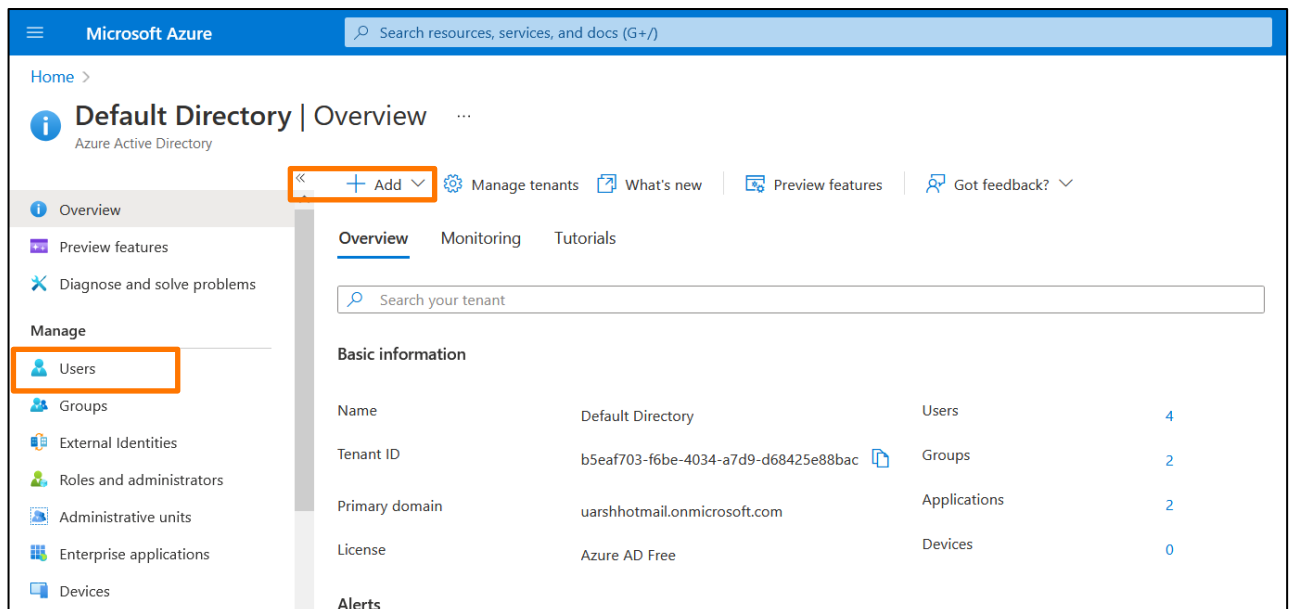 Microsoft Azure
Search resources, services, and docs (G+/)
Home >
Default Directory | Overview ...
Azure Active Directory
«
+ Add
Manage tenants
What's new
Preview features
Got feedback?
Overview
Preview features
Diagnose and solve problems
Manage
Users
Groups
External Identities
Roles and administrators
Administrative units
Enterprise applications
Devices
Overview Monitoring Tutorials
Search your tenant
Basic information
Name Default Directory Users 4
Tenant ID b5eaf703-f6be-4034-a7d9-d68425e88bac Groups 2
Primary domain uarshhotmail.onmicrosoft.com Applications 2
License Azure AD Free Devices 0
Alerts